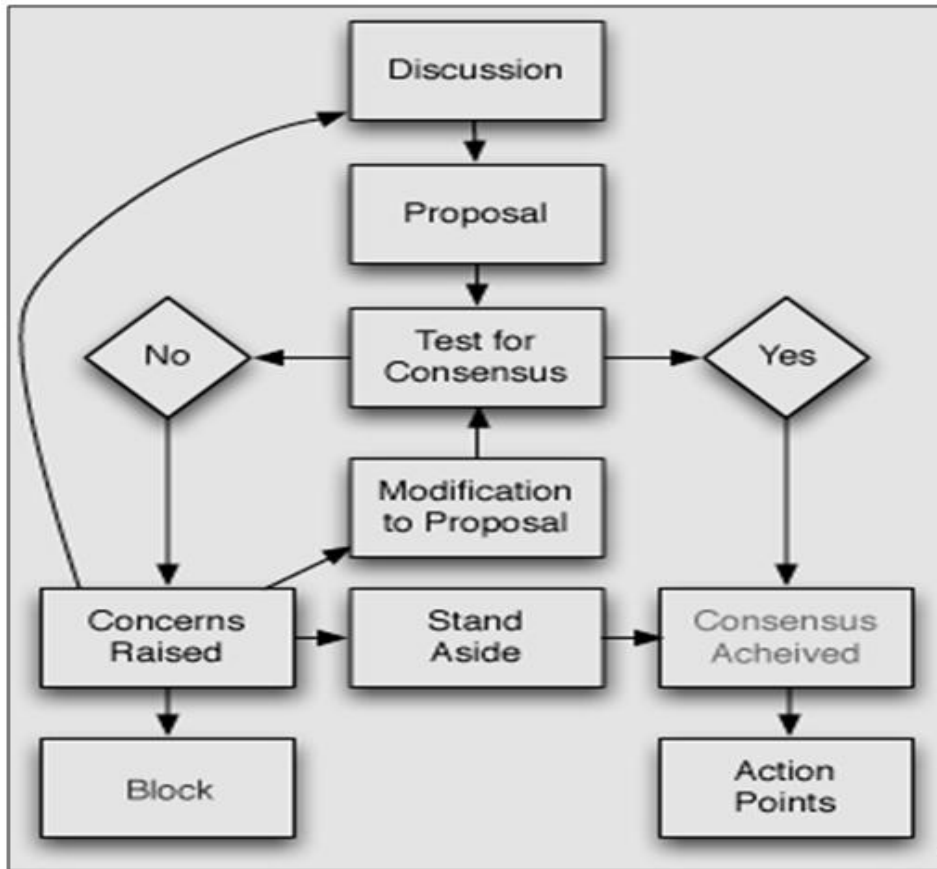 Discussion
Proposal
No
Test for
Consensus
Yes
Modification
to Proposal
Concerns
Raised
Stand
Aside
Consensus
Acheived
Block
Action
Points